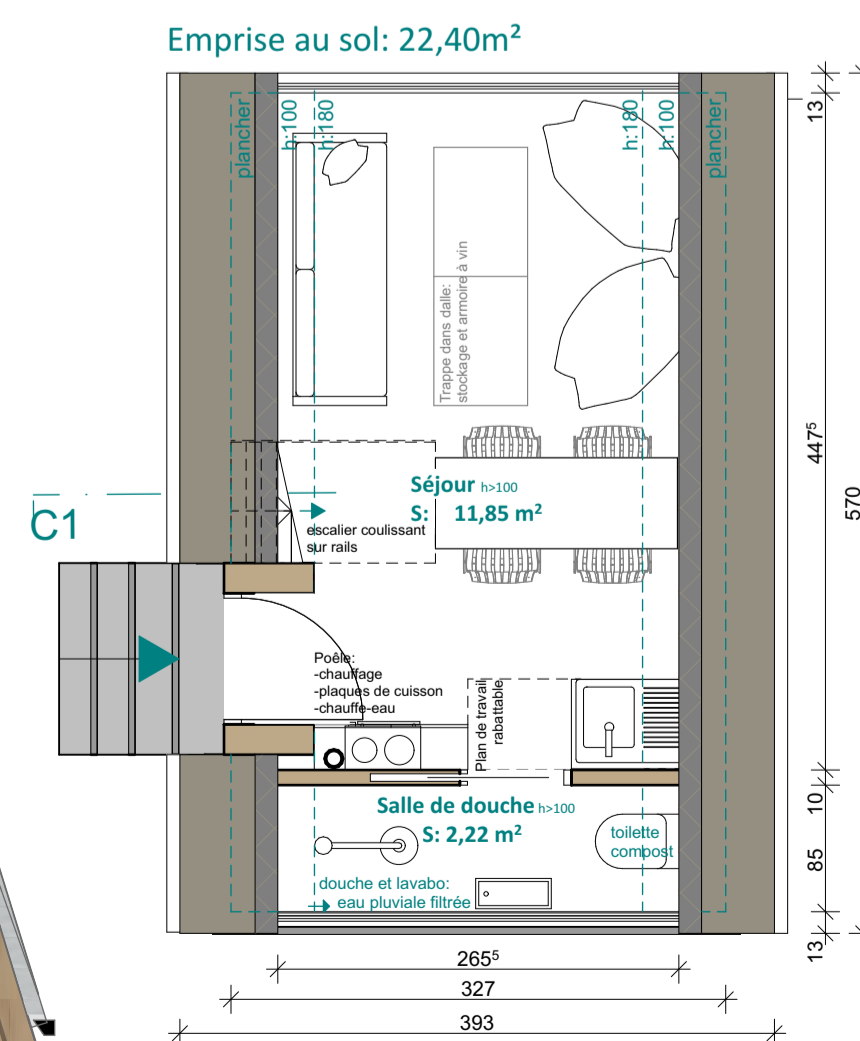 Emprise au sol: 22,40m²
plancher
h:100
h:180
h:180
h:100
plancher
13
Trappe dans dalle:
stockage et armoire à vin
447⁵
570
C1
Séjour h>100
S: 11,85 m²
escalier coulissant
sur rails
Poêle:
-chauffage
-plaques de cuisson
-chauffe-eau
Plan de travail
rabattable
10
Salle de douche h>100
S: 2,22 m²
toilette
compost
85
douche et lavabo:
eau pluviale filtrée
13
265⁵
327
393